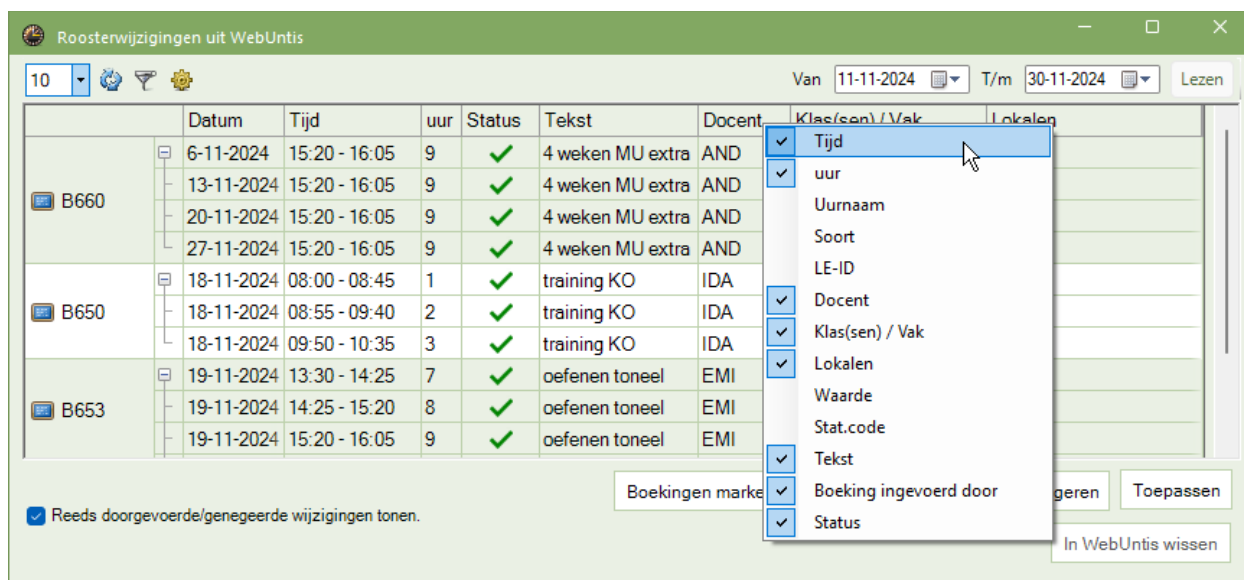 Roosterwijzigingen uit WebUntis
10 Van 11-11-2024 T/m 30-11-2024 Lezen
Datum Tijd uur Status Tekst Docent Klas(sen) / Vak Lokalen
B660
6-11-2024 15:20 - 16:05 9 4 weken MU extra AND
13-11-2024 15:20 - 16:05 9 4 weken MU extra AND
20-11-2024 15:20 - 16:05 9 4 weken MU extra AND
27-11-2024 15:20 - 16:05 9 4 weken MU extra AND
B650
18-11-2024 08:00 - 08:45 1 training KO IDA
18-11-2024 08:55 - 09:40 2 training KO IDA
18-11-2024 09:50 - 10:35 3 training KO IDA
B653
19-11-2024 13:30 - 14:25 7 oefenen toneel EMI
19-11-2024 14:25 - 15:20 8 oefenen toneel EMI
19-11-2024 15:20 - 16:05 9 oefenen toneel EMI
Tijd
uur
Uurnaam
Soort
LE-ID
Docent
Klas(sen) / Vak
Lokalen
Waarde
Stat.code
Tekst
Boeking ingevoerd door
Status
Boekingen marke geren Toepassen
Reeds doorgevoerde/genegeerde wijzigingen tonen.
In WebUntis wissen